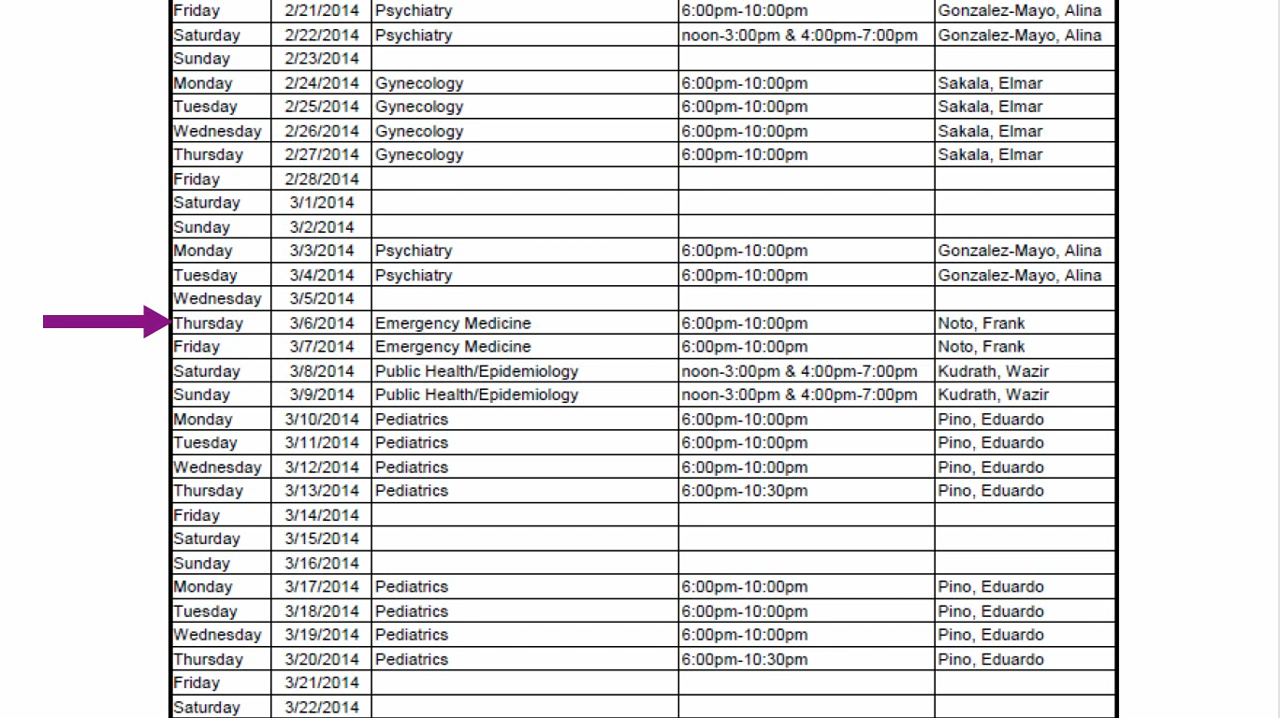 Friday 2/21/2014 Psychiatry 6:00pm-10:00pm Gonzalez-Mayo, Alina
Saturday 2/22/2014 Psychiatry noon-3:00pm & 4:00pm-7:00pm Gonzalez-Mayo, Alina
Sunday 2/23/2014
Monday 2/24/2014 Gynecology 6:00pm-10:00pm Sakala, Elmar
Tuesday 2/25/2014 Gynecology 6:00pm-10:00pm Sakala, Elmar
Wednesday 2/26/2014 Gynecology 6:00pm-10:00pm Sakala, Elmar
Thursday 2/27/2014 Gynecology 6:00pm-10:00pm Sakala, Elmar
Friday 2/28/2014
Saturday 3/1/2014
Sunday 3/2/2014
Monday 3/3/2014 Psychiatry 6:00pm-10:00pm Gonzalez-Mayo, Alina
Tuesday 3/4/2014 Psychiatry 6:00pm-10:00pm Gonzalez-Mayo, Alina
Wednesday 3/5/2014
Thursday 3/6/2014 Emergency Medicine 6:00pm-10:00pm Noto, Frank
Friday 3/7/2014 Emergency Medicine 6:00pm-10:00pm Noto, Frank
Saturday 3/8/2014 Public Health/Epidemiology noon-3:00pm & 4:00pm-7:00pm Kudrath, Wazir
Sunday 3/9/2014 Public Health/Epidemiology noon-3:00pm & 4:00pm-7:00pm Kudrath, Wazir
Monday 3/10/2014 Pediatrics 6:00pm-10:00pm Pino, Eduardo
Tuesday 3/11/2014 Pediatrics 6:00pm-10:00pm Pino, Eduardo
Wednesday 3/12/2014 Pediatrics 6:00pm-10:00pm Pino, Eduardo
Thursday 3/13/2014 Pediatrics 6:00pm-10:30pm Pino, Eduardo
Friday 3/14/2014
Saturday 3/15/2014
Sunday 3/16/2014
Monday 3/17/2014 Pediatrics 6:00pm-10:00pm Pino, Eduardo
Tuesday 3/18/2014 Pediatrics 6:00pm-10:00pm Pino, Eduardo
Wednesday 3/19/2014 Pediatrics 6:00pm-10:00pm Pino, Eduardo
Thursday 3/20/2014 Pediatrics 6:00pm-10:30pm Pino, Eduardo
Friday 3/21/2014
Saturday 3/22/2014